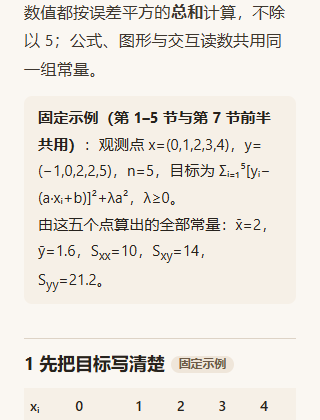 数值都按误差平方的总和计算，不除
以 5；公式、图形与交互读数共用同
一组常量。
固定示例（第 1–5 节与第 7 节前半
共用）：观测点 x=(0,1,2,3,4)，y=
(−1,0,2,2,5)，n=5，目标为 Σᵢ₌₁⁵[yᵢ−
(a·xᵢ+b)]²+λa²，λ≥0。
由这五个点算出的全部常量：x̄=2，
ȳ=1.6，Sₓₓ=10，Sₓy=14，
Syy=21.2。
1 先把目标写清楚 固定示例
xᵢ 0 1 2 3 4